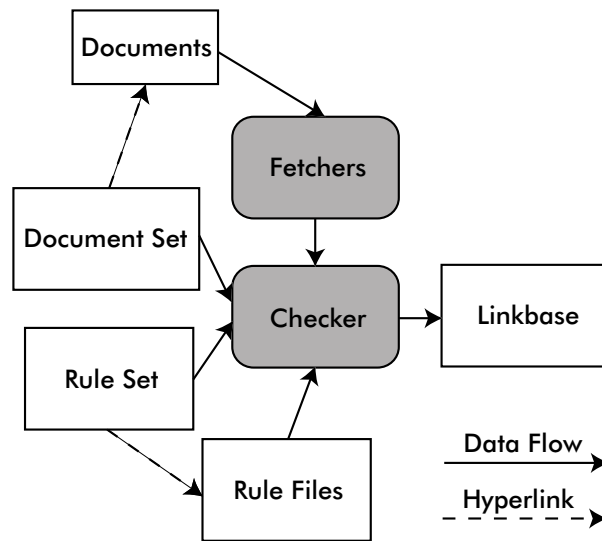 Documents
Fetchers
Document Set
Checker
Linkbase
Rule Set
Rule Files
Data Flow
Hyperlink